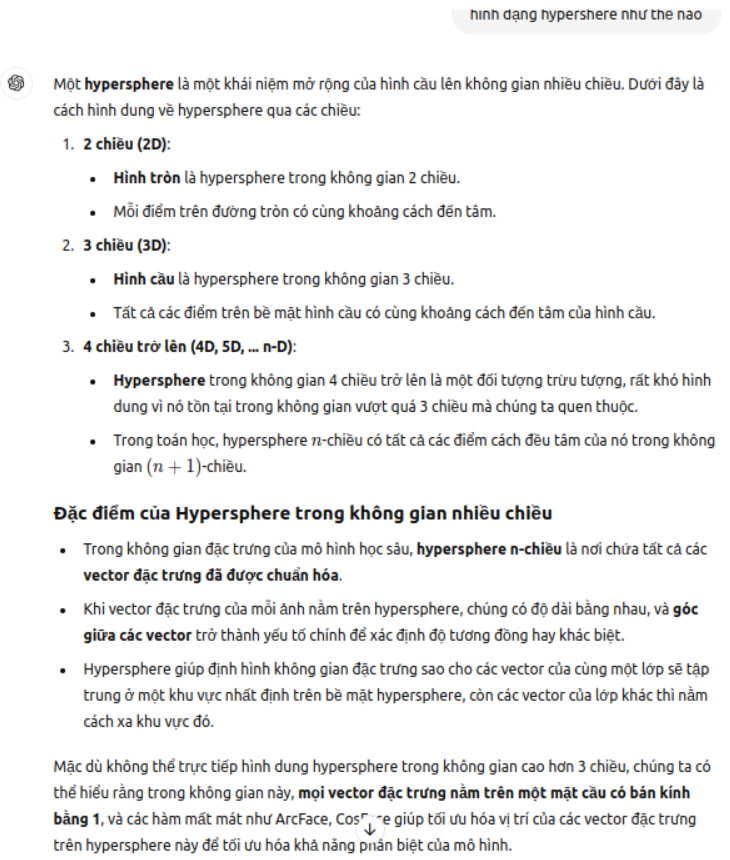 hình dạng hypershere như thế nào
Một hypersphere là một khái niệm mở rộng của hình cầu lên không gian nhiều chiều. Dưới đây là
cách hình dung về hypersphere qua các chiều:
1. 2 chiều (2D):
• Hình tròn là hypersphere trong không gian 2 chiều.
• Mỗi điểm trên đường tròn có cùng khoảng cách đến tâm.
2. 3 chiều (3D):
• Hình cầu là hypersphere trong không gian 3 chiều.
• Tất cả các điểm trên bề mặt hình cầu có cùng khoảng cách đến tâm của hình cầu.
3. 4 chiều trở lên (4D, 5D, ... n-D):
• Hypersphere trong không gian 4 chiều trở lên là một đối tượng trừu tượng, rất khó hình
dung vì nó tồn tại trong không gian vượt quá 3 chiều mà chúng ta quen thuộc.
• Trong toán học, hypersphere n-chiều có tất cả các điểm cách đều tâm của nó trong không
gian (n + 1)-chiều.
Đặc điểm của Hypersphere trong không gian nhiều chiều
• Trong không gian đặc trưng của mô hình học sâu, hypersphere n-chiều là nơi chứa tất cả các
vector đặc trưng đã được chuẩn hóa.
• Khi vector đặc trưng của mỗi ảnh nằm trên hypersphere, chúng có độ dài bằng nhau, và góc
giữa các vector trở thành yếu tố chính để xác định độ tương đồng hay khác biệt.
• Hypersphere giúp định hình không gian đặc trưng sao cho các vector của cùng một lớp sẽ tập
trung ở một khu vực nhất định trên bề mặt hypersphere, còn các vector của lớp khác thì nằm
cách xa khu vực đó.
Mặc dù không thể trực tiếp hình dung hypersphere trong không gian cao hơn 3 chiều, chúng ta có
thể hiểu rằng trong không gian này, mọi vector đặc trưng nằm trên một mặt cầu có bán kính
bằng 1, và các hàm mất mát như ArcFace, CosFace giúp tối ưu hóa vị trí của các vector đặc trưng
trên hypersphere này để tối ưu hóa khả năng phân biệt của mô hình.